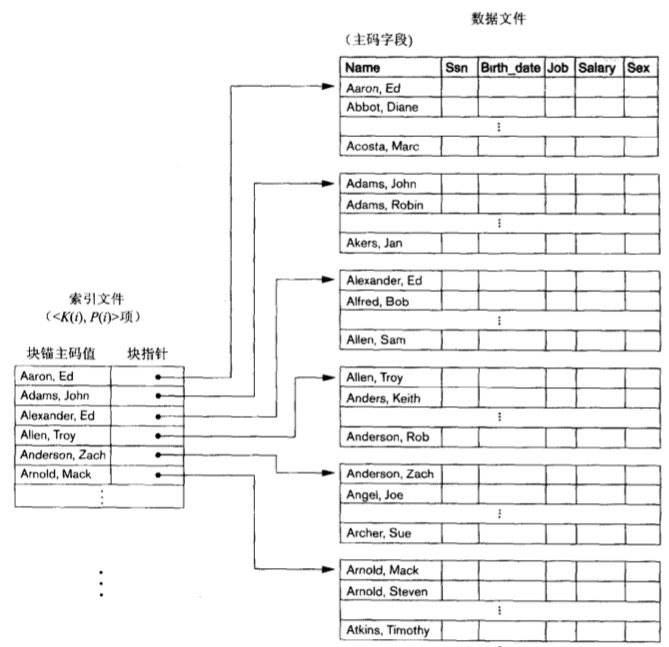 数据文件
（主码字段)
Name Ssn Birth_date Job Salary Sex
Aaron, Ed
Abbot, Diane
⋮
Acosta, Marc
Adams, John
Adams, Robin
⋮
Akers, Jan
Alexander, Ed
Alfred, Bob
⋮
Allen, Sam
Allen, Troy
Anders, Keith
⋮
Anderson, Rob
Anderson, Zach
Angel, Joe
⋮
Archer, Sue
Arnold, Mack
Arnold, Steven
⋮
Atkins, Timothy
索引文件
（<K(i), P(i)>项）
块锚主码值 块指针
Aaron, Ed
Adams, John
Alexander, Ed
Allen, Troy
Anderson, Zach
Arnold, Mack
⋮
⋮